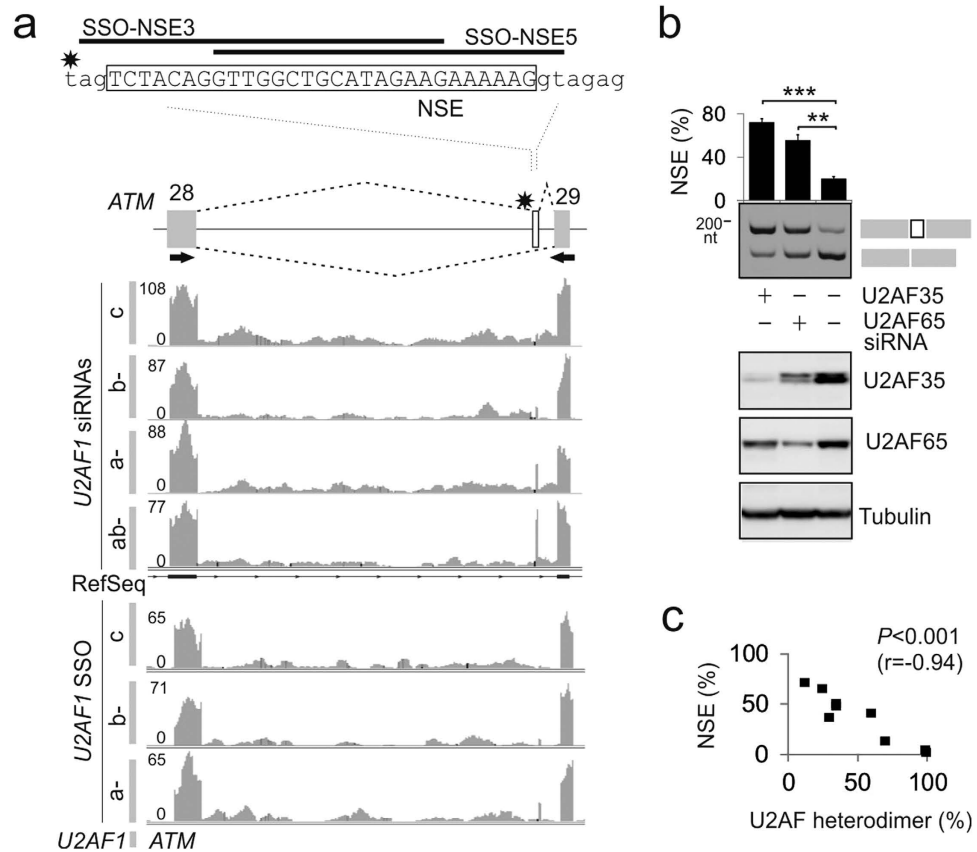 a
SSO-NSE3
SSO-NSE5
tagTCTACAGGTTGGCTGCATAGAAGAAAAAGgtagag
NSE
ATM
28
29
U2AF1 siRNAs
c
108
0
b-
87
0
a-
88
0
ab-
77
0
RefSeq
U2AF1 SSO
c
65
0
b-
71
0
a-
65
0
U2AF1
ATM
b
***
**
NSE (%)
80
40
0
200
nt
+ − − U2AF35
− + − U2AF65
siRNA
U2AF35
U2AF65
Tubulin
c
P<0.001
(r=-0.94)
NSE (%)
100
50
0
0 50 100
U2AF heterodimer (%)